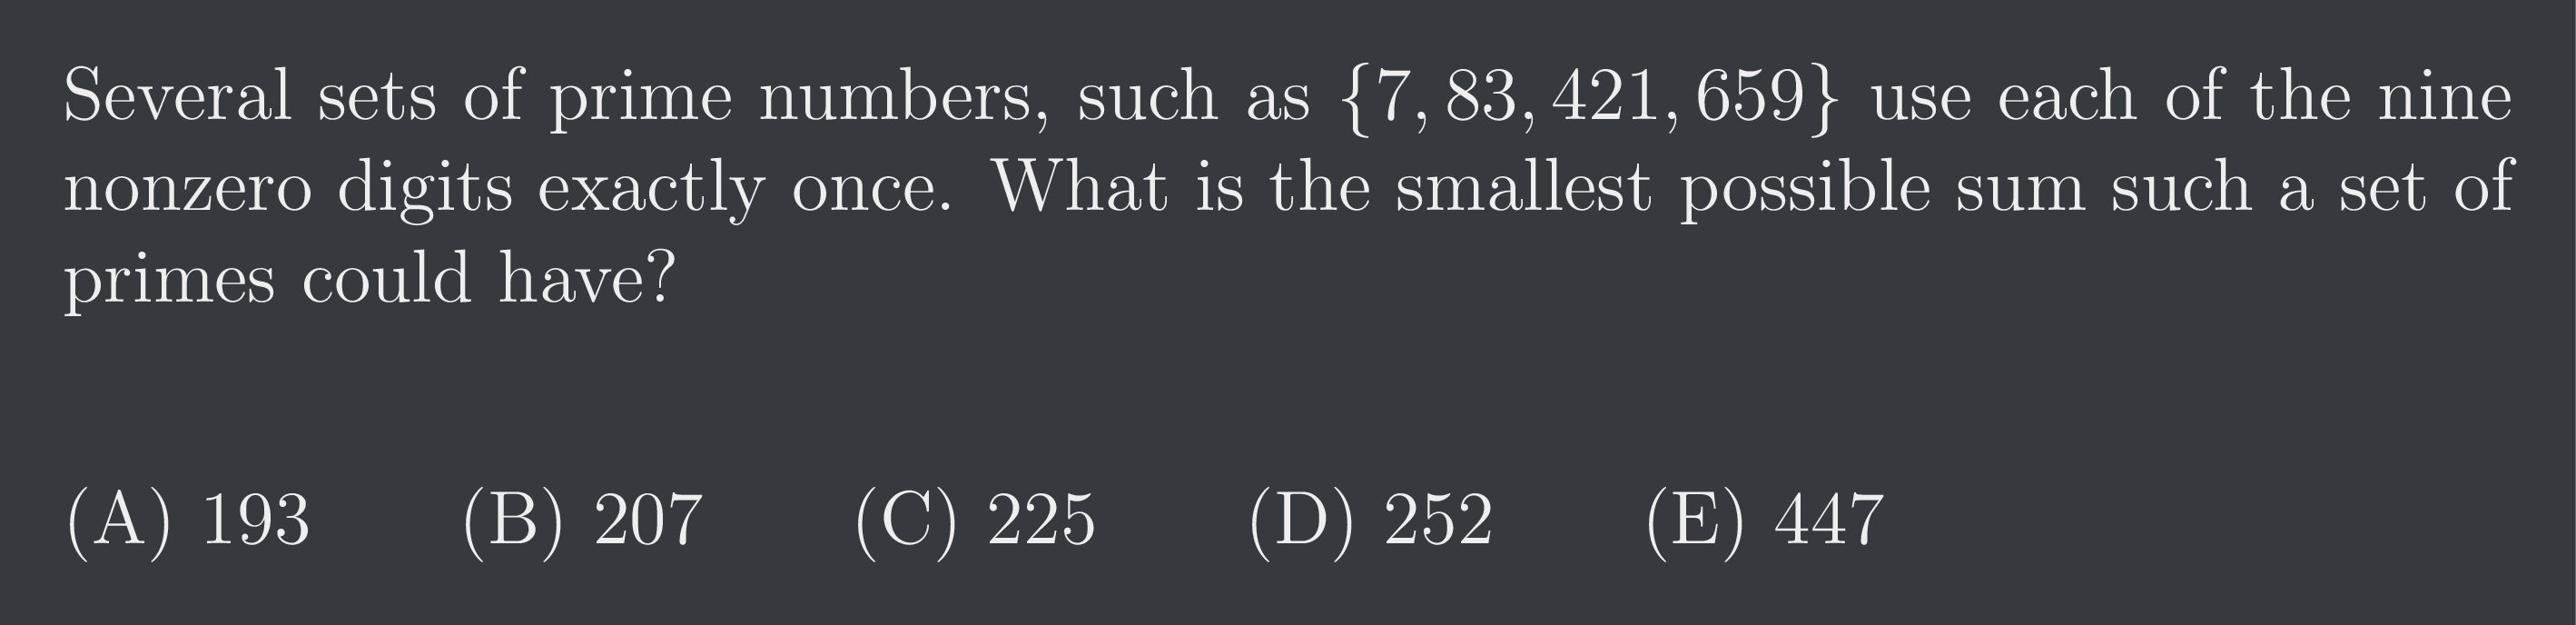 Several sets of prime numbers, such as {7, 83, 421, 659} use each of the nine
nonzero digits exactly once. What is the smallest possible sum such a set of
primes could have?
(A) 193 (B) 207 (C) 225 (D) 252 (E) 447